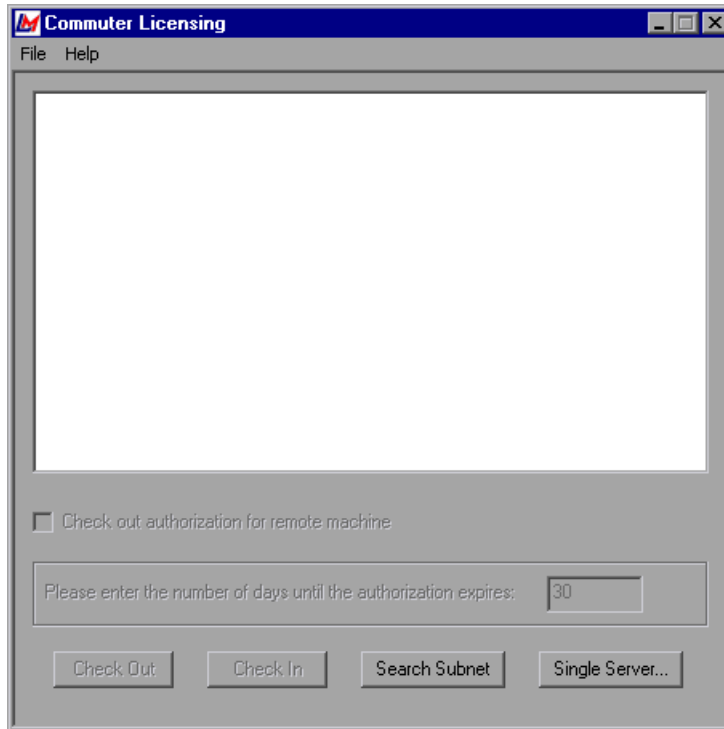 Commuter Licensing
File Help
Check out authorization for remote machine
Please enter the number of days until the authorization expires: 30
Check Out Check In Search Subnet Single Server...